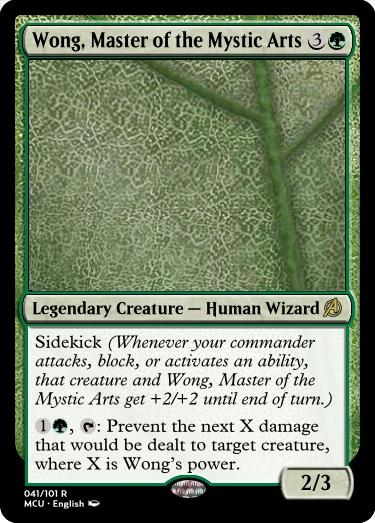 Wong, Master of the Mystic Arts 3
Legendary Creature — Human Wizard
Sidekick (Whenever your commander
attacks, block, or activates an ability,
that creature and Wong, Master of the
Mystic Arts get +2/+2 until end of turn.)
1 , : Prevent the next X damage
that would be dealt to target creature,
where X is Wong's power.
2/3
041/101 R
MCU • English